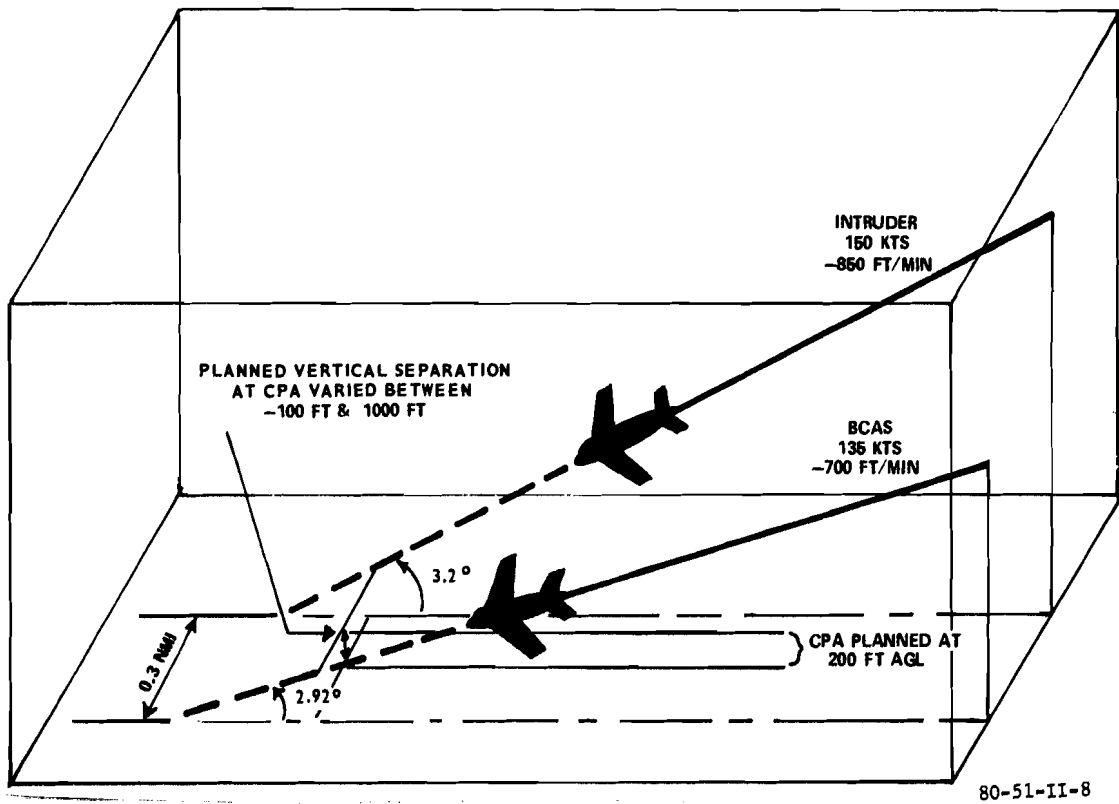 INTRUDER
150 KTS
-850 FT/MIN
PLANNED VERTICAL SEPARATION
AT CPA VARIED BETWEEN
-100 FT & 1000 FT
BCAS
135 KTS
-700 FT/MIN
3.2°
0.3 NMI
CPA PLANNED AT
200 FT AGL
2.92°
80-51-II-8